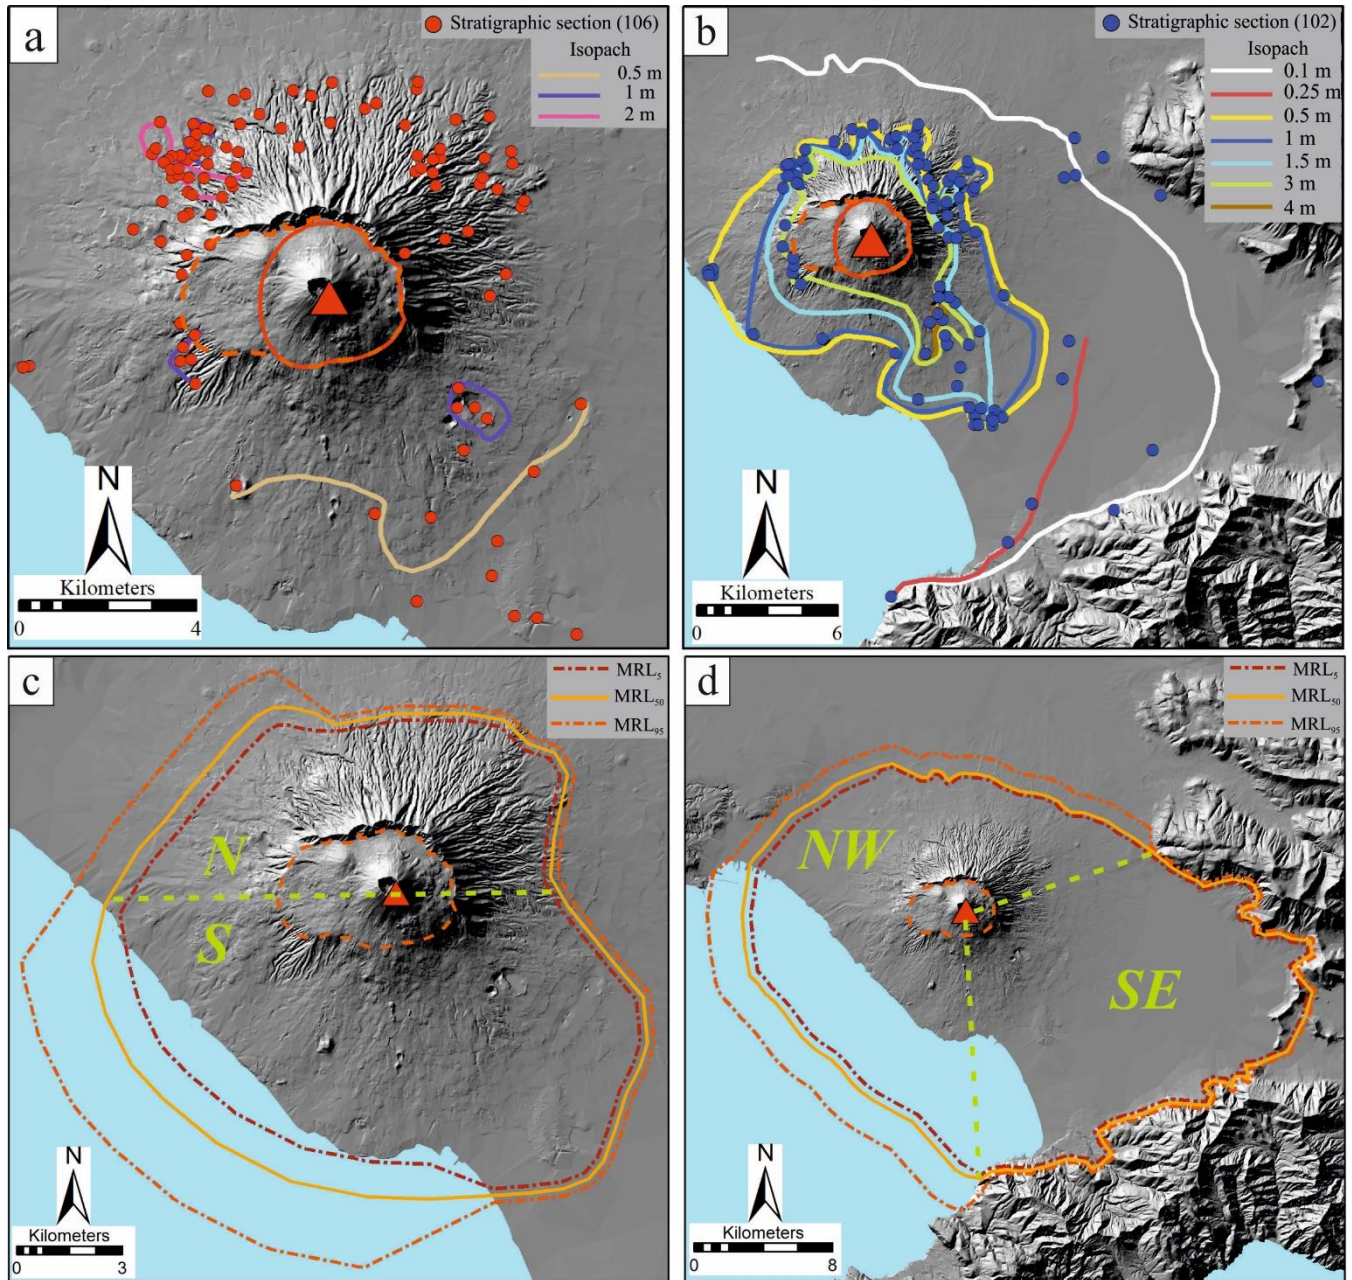 a
Stratigraphic section (106)
Isopach
0.5 m
1 m
2 m
N
Kilometers
0 4
b
Stratigraphic section (102)
Isopach
0.1 m
0.25 m
0.5 m
1 m
1.5 m
3 m
4 m
N
Kilometers
0 6
c
MRL₅
MRL₅₀
MRL₉₅
N
S
N
Kilometers
0 3
d
MRL₅
MRL₅₀
MRL₉₅
NW
SE
N
Kilometers
0 8